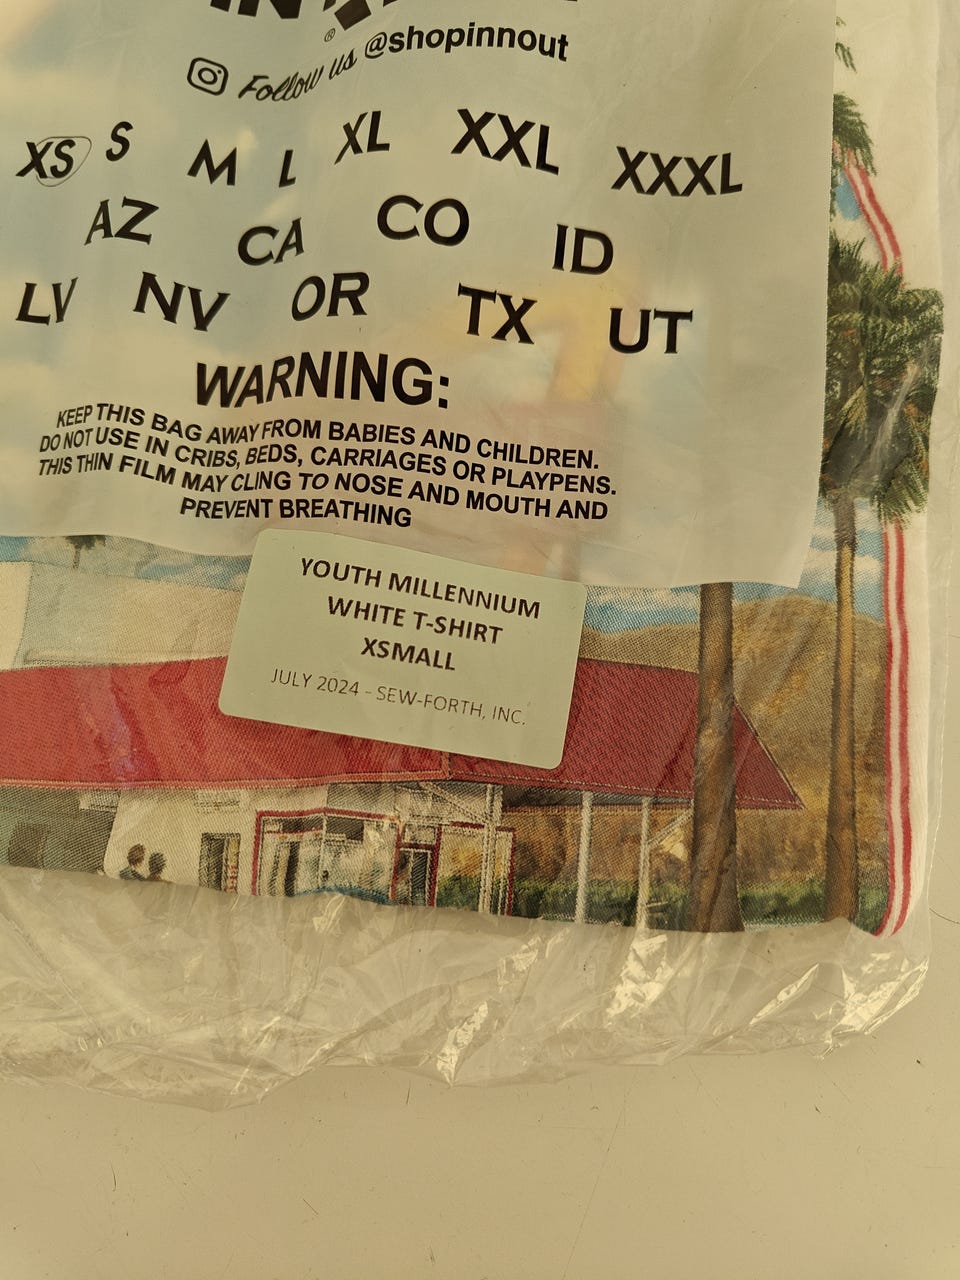 ®
Follow us @shopinnout
XS S M L XL XXL XXXL
AZ CA CO ID
LV NV OR TX UT
WARNING:
KEEP THIS BAG AWAY FROM BABIES AND CHILDREN.
DO NOT USE IN CRIBS, BEDS, CARRIAGES OR PLAYPENS.
THIS THIN FILM MAY CLING TO NOSE AND MOUTH AND
PREVENT BREATHING
YOUTH MILLENNIUM
WHITE T-SHIRT
XSMALL
JULY 2024 - SEW-FORTH, INC.